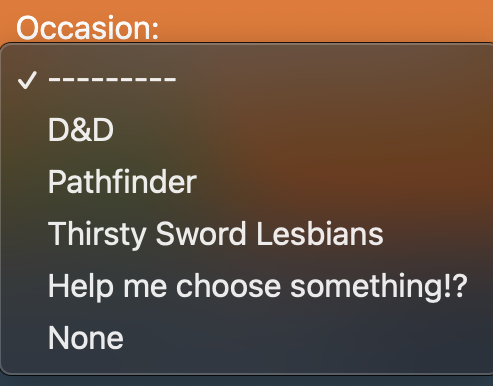 Occasion:
✓ ---------
D&D
Pathfinder
Thirsty Sword Lesbians
Help me choose something!?
None